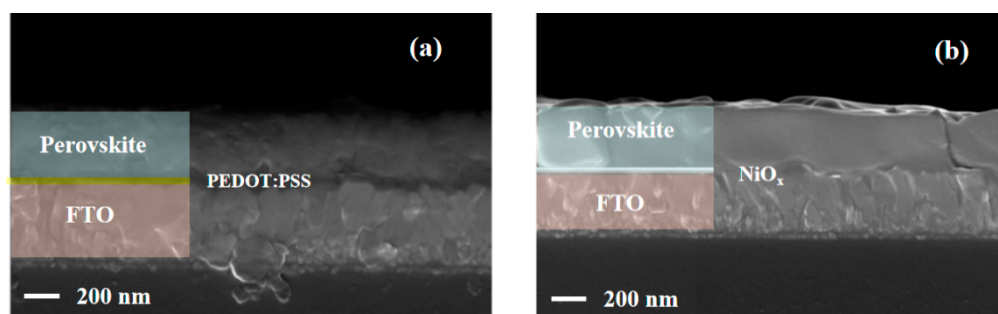 (a)
Perovskite
PEDOT:PSS
FTO
200 nm
(b)
Perovskite
NiOx
FTO
200 nm